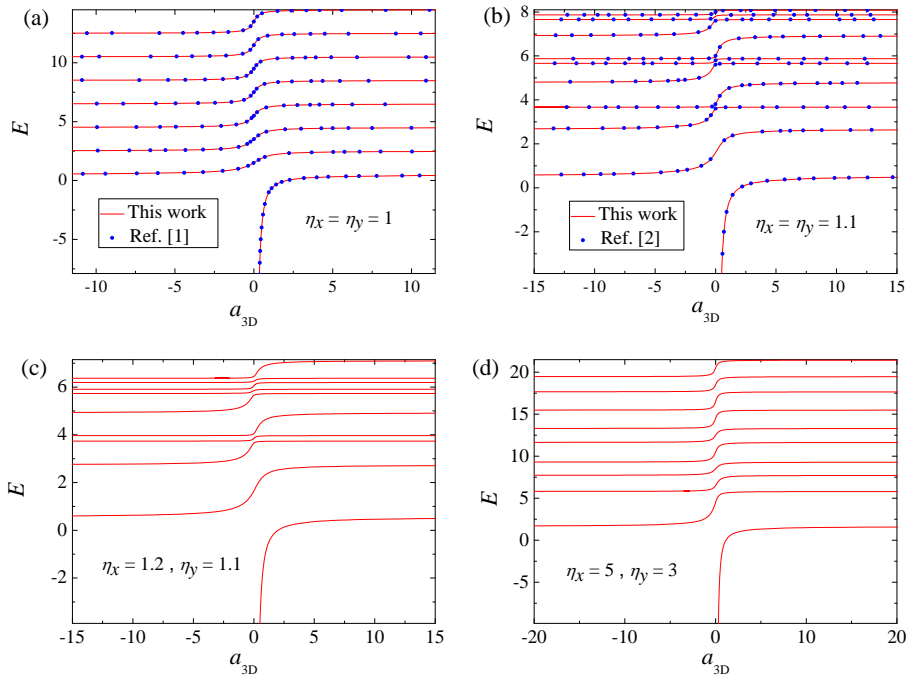 (a)
10
5
0
-5
E
This work
Ref. [1]
ηx = ηy = 1
-10 -5 0 5 10
a3D
(b)
8
6
4
2
0
-2
E
This work
Ref. [2]
ηx = ηy = 1.1
-15 -10 -5 0 5 10 15
a3D
(c)
6
4
2
0
-2
E
ηx = 1.2 , ηy = 1.1
-15 -10 -5 0 5 10 15
a3D
(d)
20
15
10
5
0
-5
E
ηx = 5 , ηy = 3
-20 -10 0 10 20
a3D